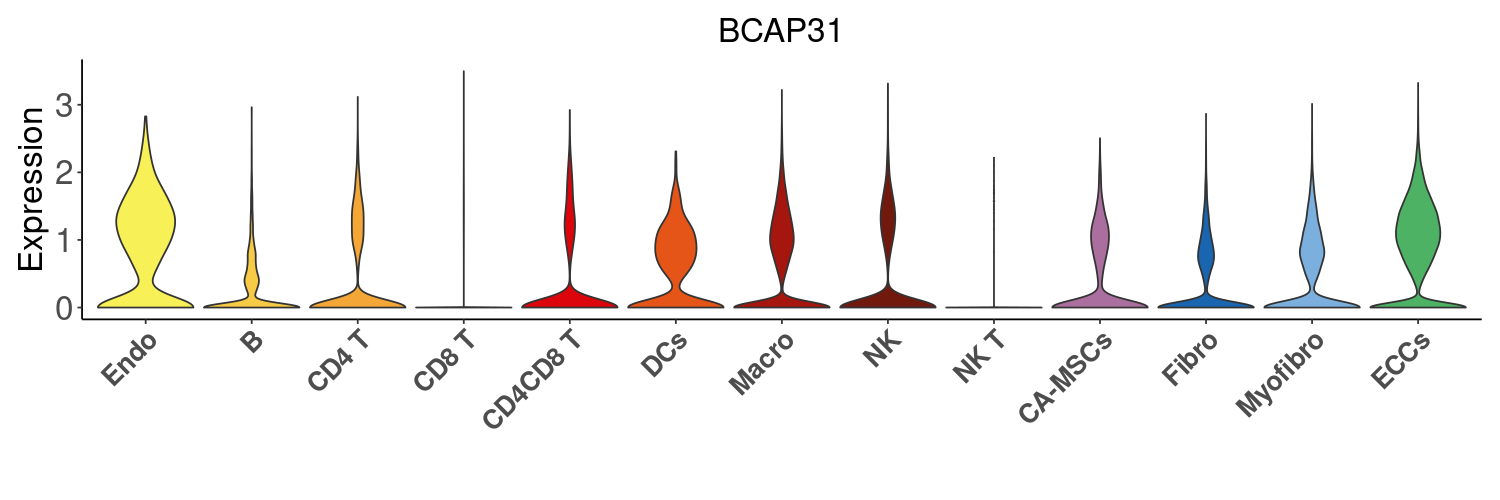 BCAP31
Expression
3
2
1
0
Endo
B
CD4 T
CD8 T
CD4CD8 T
DCs
Macro
NK
NK T
CA-MSCs
Fibro
Myofibro
ECCs